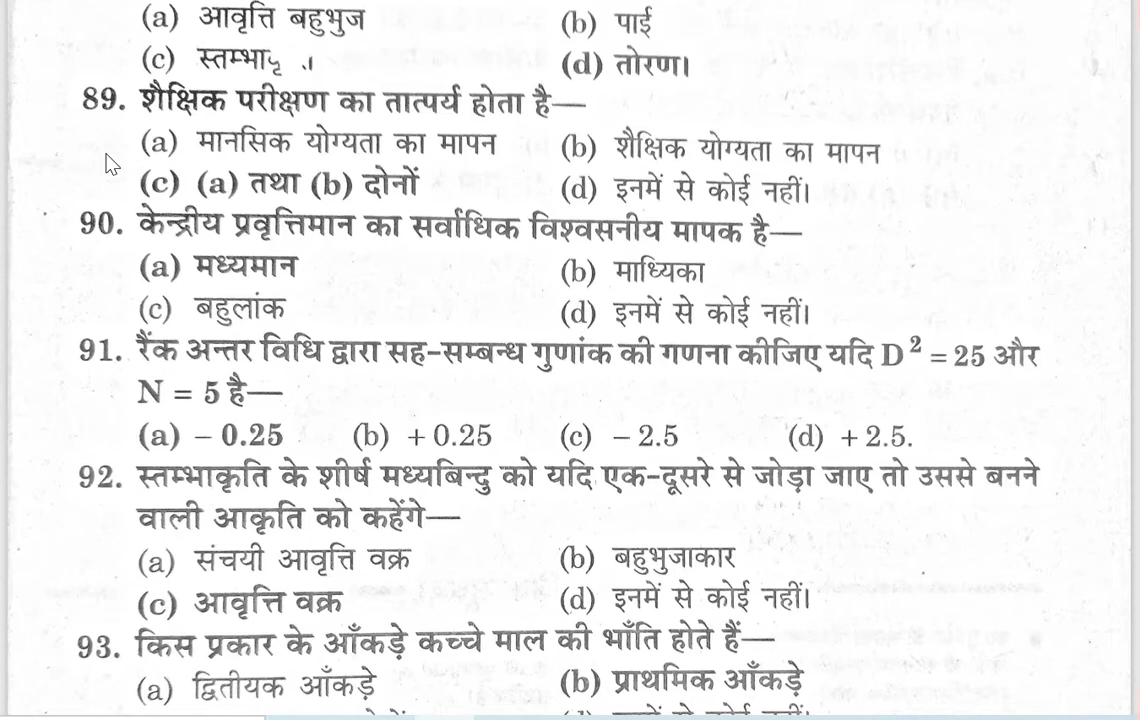 (a) आवृत्ति बहुभुज (b) पाई
(c) (d) तोरण।
89. शैक्षिक परीक्षण का तात्पर्य होता है—
(a) मानसिक योग्यता का मापन (b) शैक्षिक योग्यता का मापन
(c) (a) तथा (b) दोनों (d) इनमें से कोई नहीं।
90. केन्द्रीय प्रवृत्तिमान का सर्वाधिक विश्वसनीय मापक है—
(a) मध्यमान (b) माध्यिका
(c) बहुलांक (d) इनमें से कोई नहीं।
91. रैंक अन्तर विधि द्वारा सह-सम्बन्ध गुणांक की गणना कीजिए यदि D² = 25 और
N = 5 है—
(a) – 0.25 (b) + 0.25 (c) – 2.5 (d) + 2.5.
92. स्तम्भाकृति के शीर्ष मध्यबिन्दु को यदि एक-दूसरे से जोड़ा जाए तो उससे बनने
वाली आकृति को कहेंगे—
(a) संचयी आवृत्ति वक्र (b) बहुभुजाकार
(c) आवृत्ति वक्र (d) इनमें से कोई नहीं।
93. किस प्रकार के आँकड़े कच्चे माल की भाँति होते हैं—
(a) द्वितीयक आँकड़े (b) प्राथमिक आँकड़े